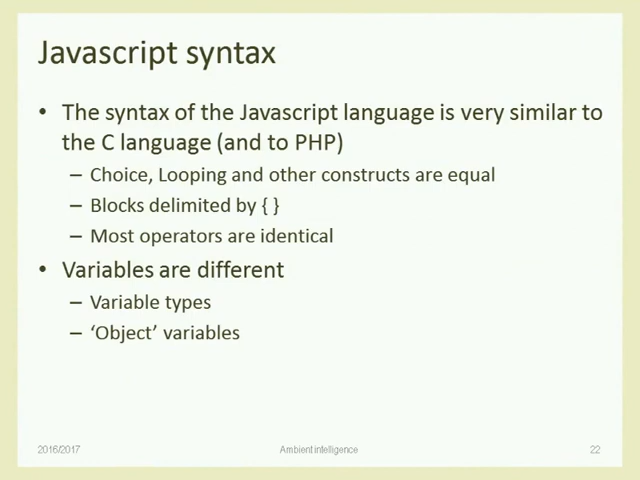 Javascript syntax
• The syntax of the Javascript language is very similar to
the C language (and to PHP)
– Choice, Looping and other constructs are equal
– Blocks delimited by { }
– Most operators are identical
• Variables are different
– Variable types
– ‘Object’ variables
2016/2017 Ambient intelligence 22